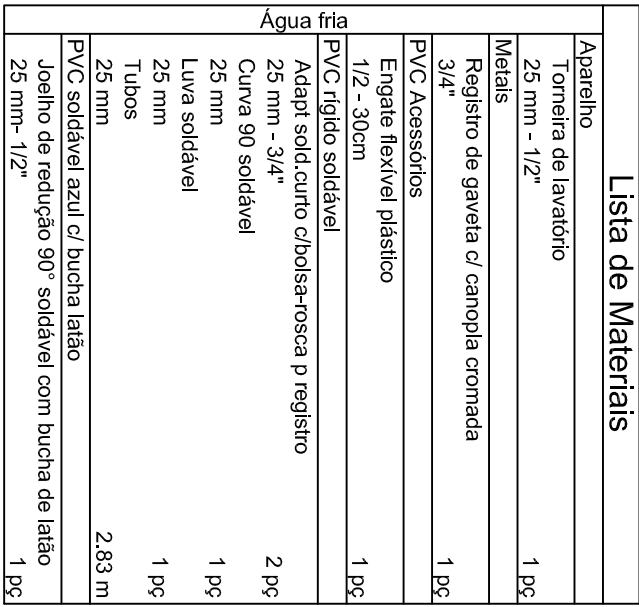 Lista de Materiais
Água fria
Aparelho
Torneira de lavatório
25 mm - 1/2" 1 pç
Metais
Registro de gaveta c/ canopla cromada
3/4" 1 pç
PVC Acessórios
Engate flexível plástico
1/2 - 30cm 1 pç
PVC rígido soldável
Adapt sold.curto c/bolsa-rosca p registro
25 mm - 3/4" 2 pç
Curva 90 soldável
25 mm 1 pç
Luva soldável
25 mm 1 pç
Tubos
25 mm 2.83 m
PVC soldável azul c/ bucha latão
Joelho de redução 90° soldável com bucha de latão
25 mm- 1/2" 1 pç